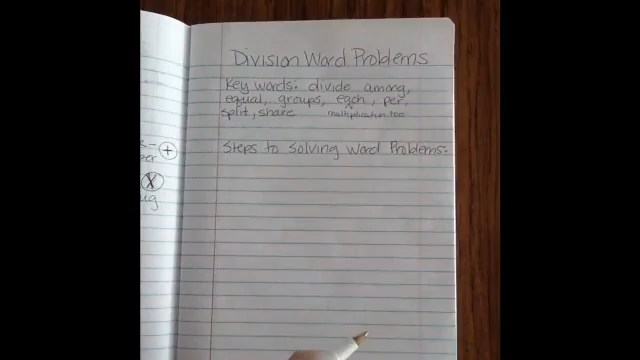 Division Word Problems
Key words: divide among,
equal, groups, each, per,
split, share
multiplication too
Steps to solving Word Problems:
+
X